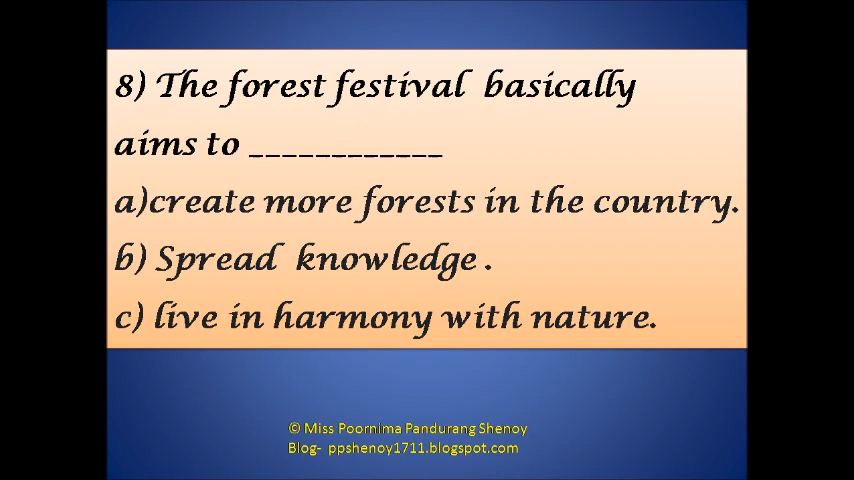 8) The forest festival basically
aims to ____________
a)create more forests in the country.
b) Spread knowledge .
c) live in harmony with nature.
© Miss Poornima Pandurang Shenoy
Blog- ppshenoy1711.blogspot.com